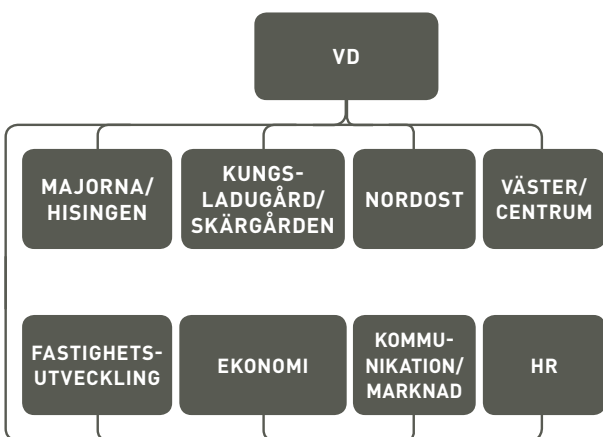 VD
MAJORNA/
HISINGEN
KUNGS-
LADUGÅRD/
SKÄRGÅRDEN
NORDOST
VÄSTER/
CENTRUM
FASTIGHETS-
UTVECKLING
EKONOMI
KOMMU-
NIKATION/
MARKNAD
HR